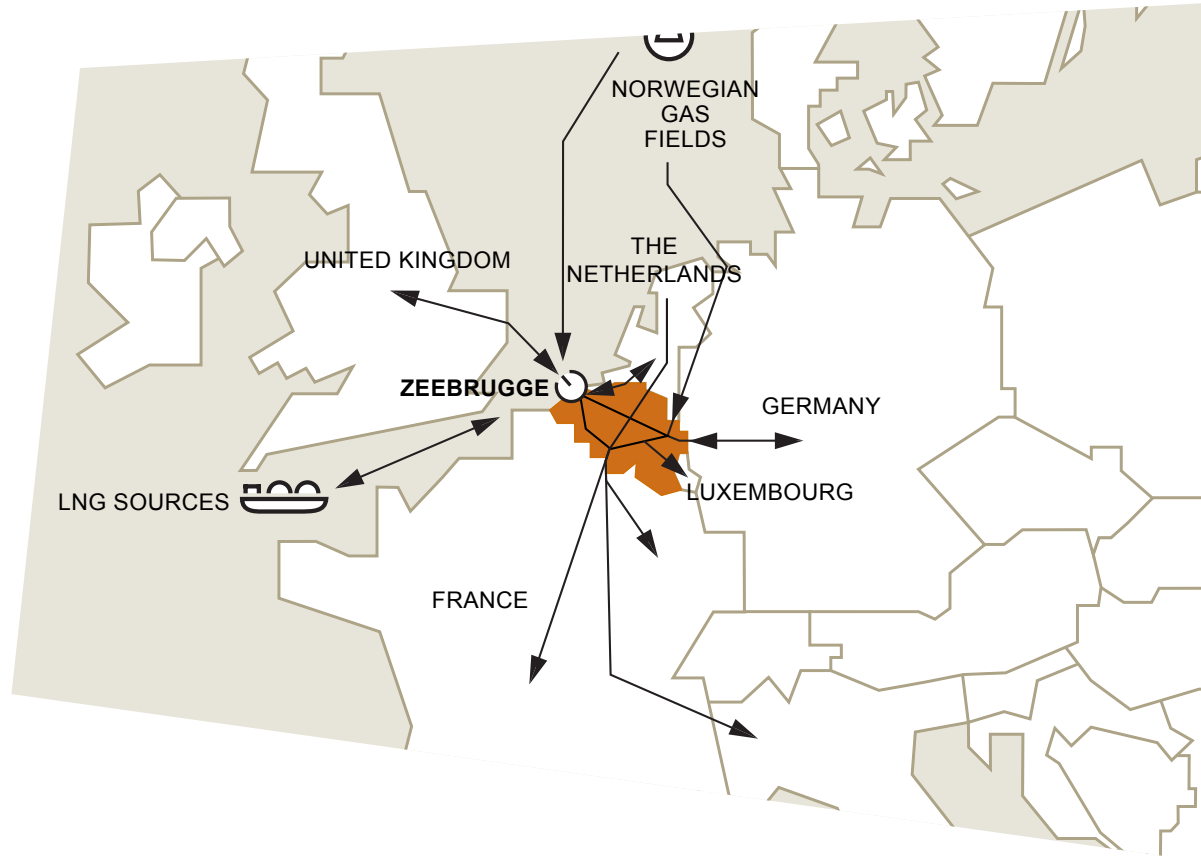 NORWEGIAN
GAS
FIELDS
THE
NETHERLANDS
UNITED KINGDOM
ZEEBRUGGE
GERMANY
LNG SOURCES
LUXEMBOURG
FRANCE